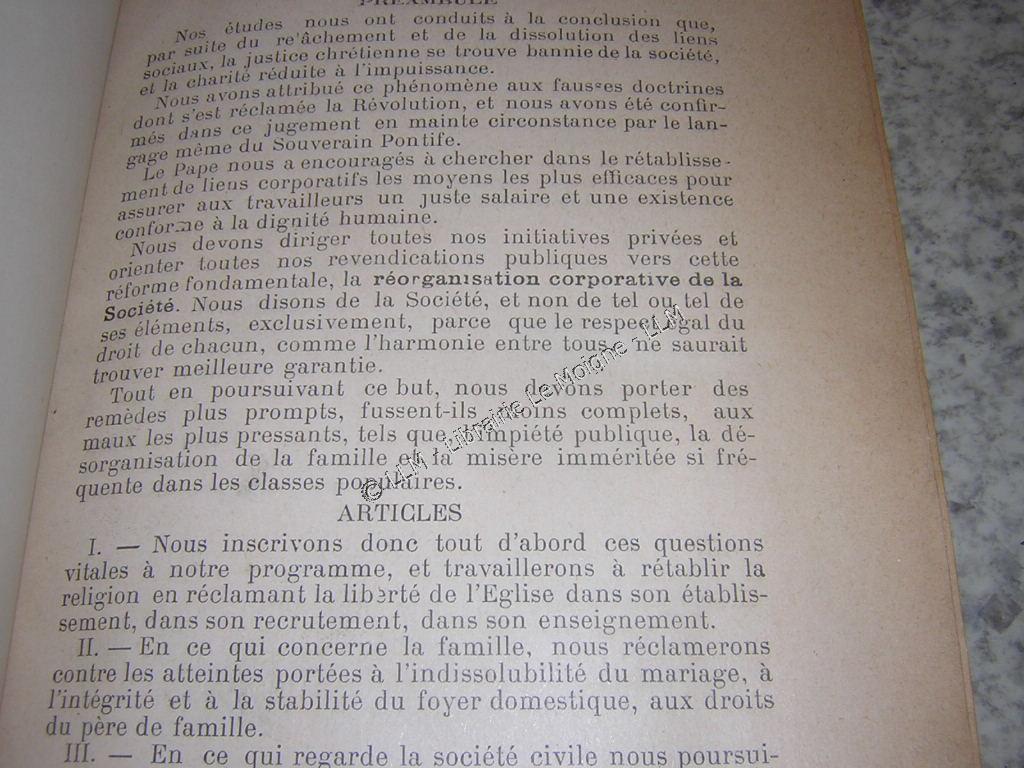 PRÉAMBULE
Nos études nous ont conduits à la conclusion que,
par suite du re'âchement et de la dissolution des liens
sociaux, la justice chrétienne se trouve bannie de la société,
et la charité réduite à l'impuissance.
Nous avons attribué ce phénomène aux fausses doctrines
dont s'est réclamée la Révolution, et nous avons été confir-
més dans ce jugement en mainte circonstance par le lan-
gage même du Souverain Pontife.
Le Pape nous a encouragés à chercher dans le rétablisse-
ment de liens corporatifs les moyens les plus efficaces pour
assurer aux travailleurs un juste salaire et une existence
conforme à la dignité humaine.
Nous devons diriger toutes nos initiatives privées et
orienter toutes nos revendications publiques vers cette
réforme fondamentale, la réorganisation corporative de la
Société. Nous disons de la Société, et non de tel ou tel de
ses éléments, exclusivement, parce que le respect égal du
droit de chacun, comme l'harmonie entre tous, ne saurait
trouver meilleure garantie.
Tout en poursuivant ce but, nous devons porter des
remèdes plus prompts, fussent-ils moins complets, aux
maux les plus pressants, tels que l'impiété publique, la dé-
sorganisation de la famille et la misère imméritée si fré-
quente dans les classes populaires.
© LLM - Librairie Le Moigne - LLM
ARTICLES
I. — Nous inscrivons donc tout d'abord ces questions
vitales à notre programme, et travaillerons à rétablir la
religion en réclamant la liberté de l'Eglise dans son établis-
sement, dans son recrutement, dans son enseignement.
II. — En ce qui concerne la famille, nous réclamerons
contre les atteintes portées à l'indissolubilité du mariage, à
l'intégrité et à la stabilité du foyer domestique, aux droits
du père de famille.
III. — En ce qui regarde la société civile nous poursui-